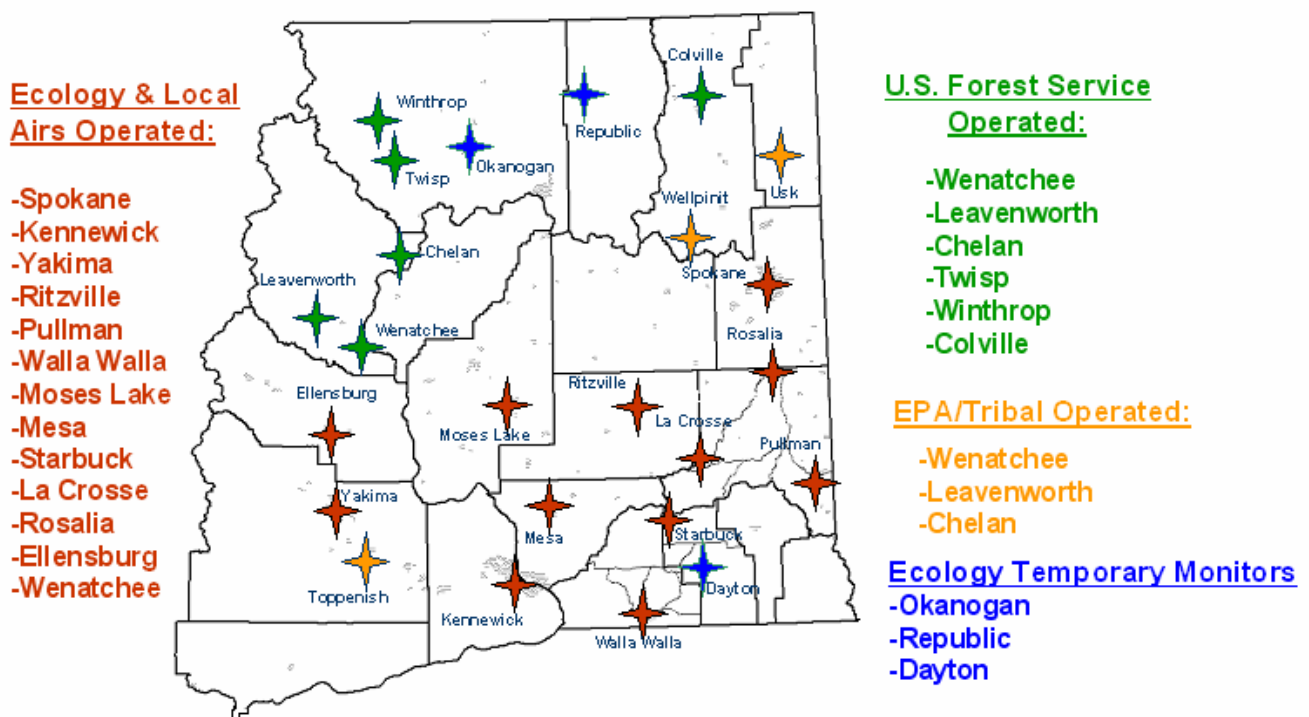 Ecology & Local
Airs Operated:
-Spokane
-Kennewick
-Yakima
-Ritzville
-Pullman
-Walla Walla
-Moses Lake
-Mesa
-Starbuck
-La Crosse
-Rosalia
-Ellensburg
-Wenatchee
Colville
Winthrop
Republic
Okanogan
Twisp
Usk
Wellpinit
Chelan
Spokane
Leavenworth
Wenatchee
Rosalia
Ellensburg
Ritzville
La Crosse
Moses Lake
Pullman
Yakima
Mesa
Starbuck
Toppenish
Dayton
Kennewick
Walla Walla
U.S. Forest Service
Operated:
-Wenatchee
-Leavenworth
-Chelan
-Twisp
-Winthrop
-Colville
EPA/Tribal Operated:
-Wenatchee
-Leavenworth
-Chelan
Ecology Temporary Monitors
-Okanogan
-Republic
-Dayton